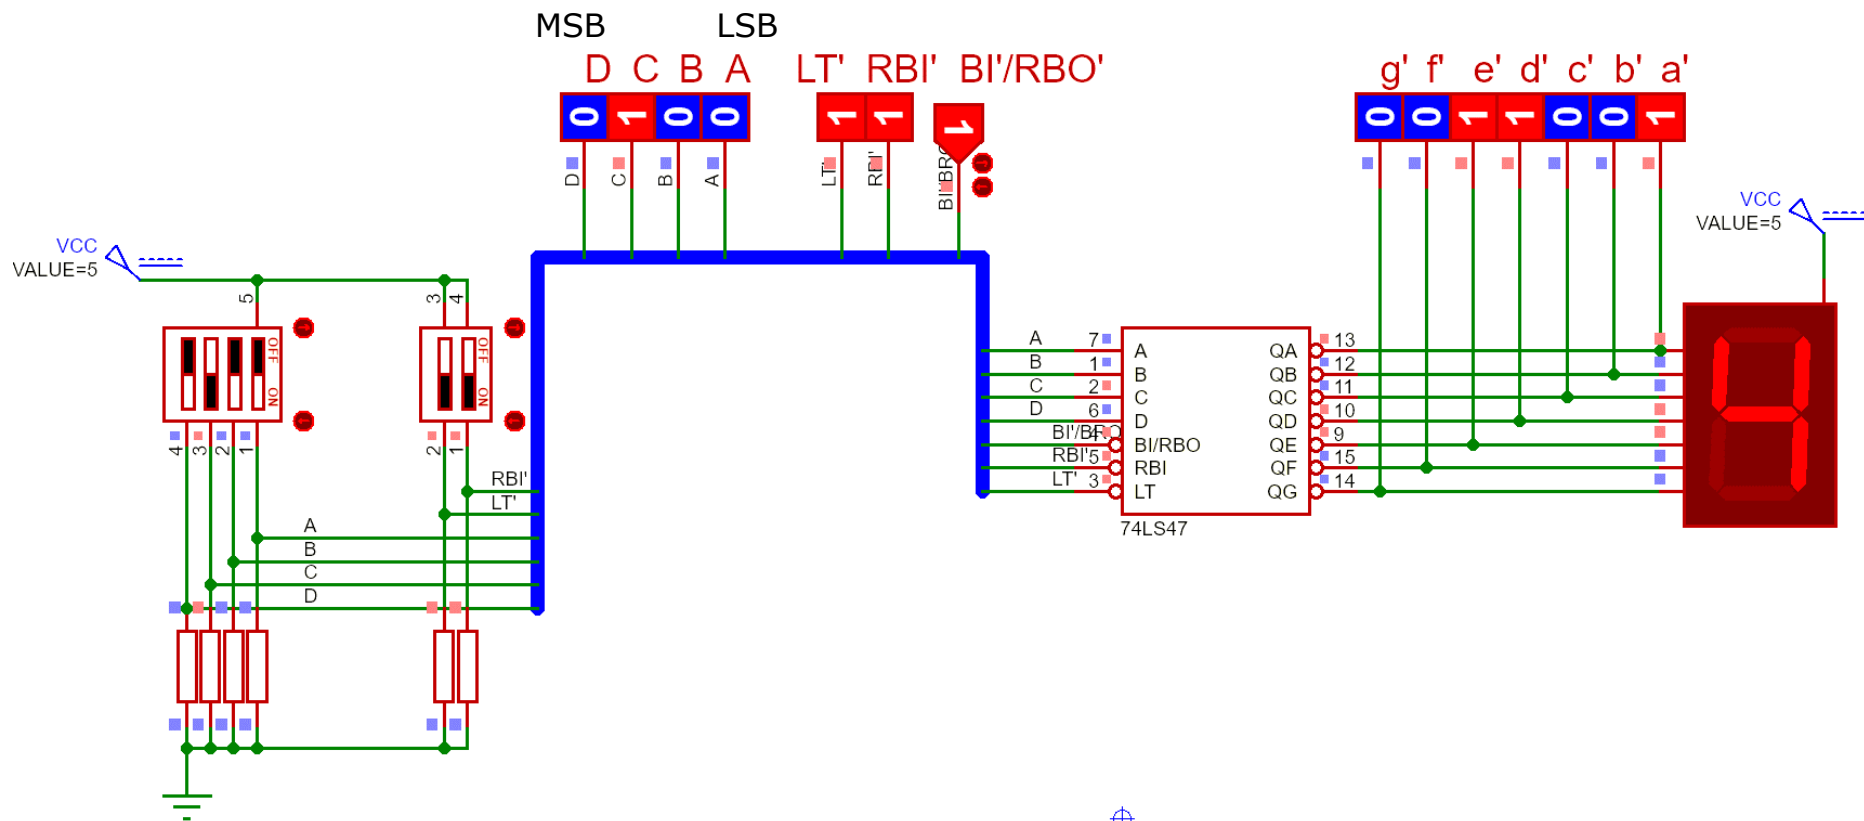 MSB LSB
D C B A LT' RBI' BI'/RBO' g' f' e' d' c' b' a'
0 1 0 0 1 1 1 0 0 1 1 0 0 1
D C B A LT' RBI'
VCC
VALUE=5
VCC
VALUE=5
5 3 4
OFF
ON
OFF
ON
4 3 2 1 2 1
RBI'
LT'
A
B
C
D
A 7 A QA 13
B 1 B QB 12
C 2 C QC 11
D 6 D QD 10
BI'/BRO 4 BI/RBO QE 9
RBI' 5 RBI QF 15
LT' 3 LT QG 14
74LS47
4